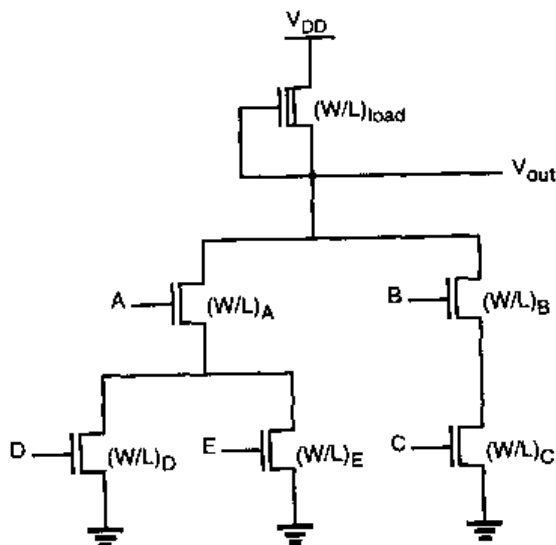 VDD
(W/L)load
Vout
A
(W/L)A
B
(W/L)B
D
(W/L)D
E
(W/L)E
C
(W/L)C